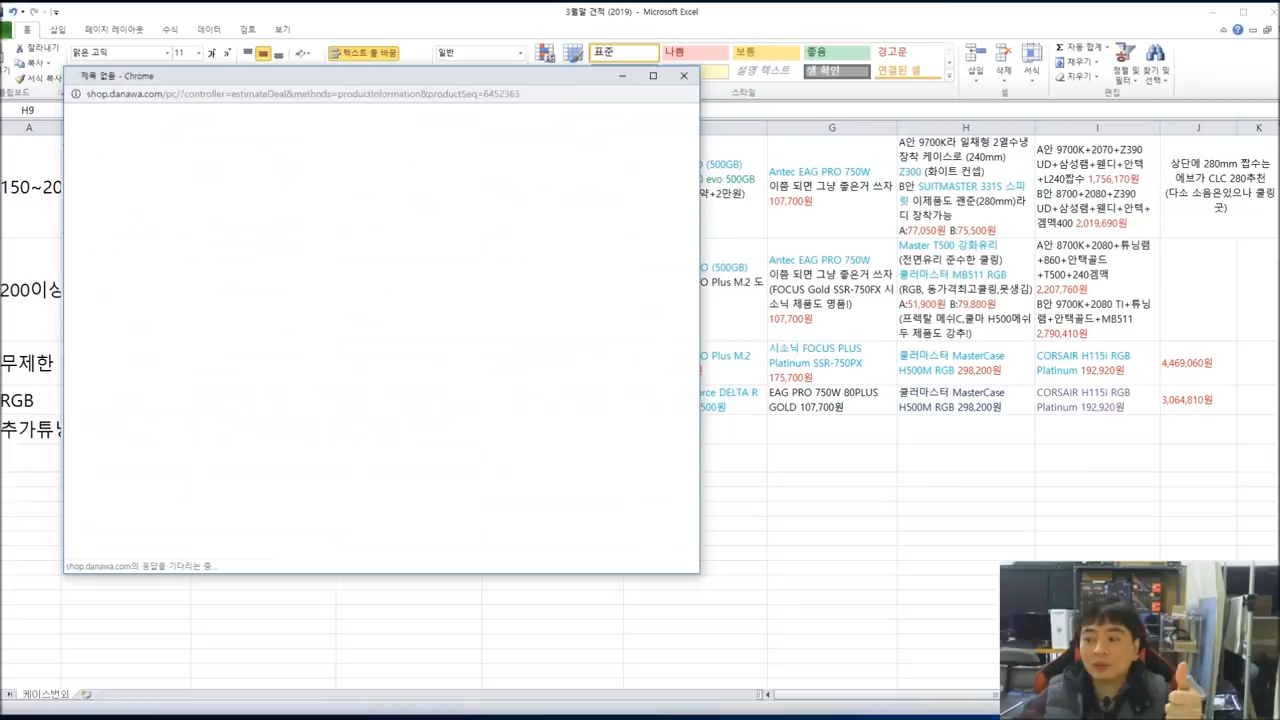 3월말 견적 (2019) - Microsoft Excel
홈 삽입 페이지 레이아웃 수식 데이터 검토 보기
잘라내기
복사
서식 복사
클립보드
맑은 고딕 11
텍스트 줄 바꿈
일반
표준 나쁨 보통 좋음 경고문
설명 텍스트 셀 확인 연결된 셀
스타일
삽입 삭제 서식
셀
자동 합계
채우기
지우기
정렬 및 필터 찾기 및 선택
편집
H9
제목 없음 - Chrome
shop.danawa.com/pc/?controller=estimateDeal&methods=productInformation&productSeq=6452363
shop.danawa.com의 응답을 기다리는 중...
A G H I J K
150~20
O (500GB)
0 evo 500GB
약+2만원)
Antec EAG PRO 750W
이쯤 되면 그냥 좋은거 쓰자
107,700원
A안 9700K라 일체형 2열수냉
장착 케이스로 (240mm)
Z300 (화이트 컨셉)
B안 SUITMASTER 331S 스피
릿 이제품도 괜춘(280mm)라
디 장착가능
A:77,050원 B:75,500원
A안 9700K+2070+Z390
UD+삼성램+웬디+안텍
+L240짭수 1,756,170원
B안 8700+2080+Z390
UD+삼성램+웬디+안텍+
겜멕400 2,019,690원
상단에 280mm 짭수는
에브가 CLC 280추천
(다소 소음은있으나 쿨링
굿)
200이상
O (500GB)
O Plus M.2 도
Antec EAG PRO 750W
이쯤 되면 그냥 좋은거 쓰자
(FOCUS Gold SSR-750FX 시
소닉 제품도 명품!)
107,700원
Master T500 강화유리
(전면유리 준수한 쿨링)
쿨러마스터 MB511 RGB
(RGB, 동가격최고쿨링,못생김)
A:51,900원 B:79,880원
(프렉탈 메쉬C,쿨마 H500메쉬
두 제품도 강추!)
A안 8700K+2080+튜닝램
+860+안택골드
+T500+240겜맥
2,207,760원
B안 9700K+2080 TI+튜닝
램+안택골드+MB511
2,790,410원
무제한
O Plus M.2
시소닉 FOCUS PLUS
Platinum SSR-750PX
175,700원
쿨러마스터 MasterCase
H500M RGB 298,200원
CORSAIR H115i RGB
Platinum 192,920원
4,469,060원
RGB
orce DELTA R
500원
EAG PRO 750W 80PLUS
GOLD 107,700원
쿨러마스터 MasterCase
H500M RGB 298,200원
CORSAIR H115I RGB
Platinum 192,920원
3,064,810원
추가튜닝
케이스번외